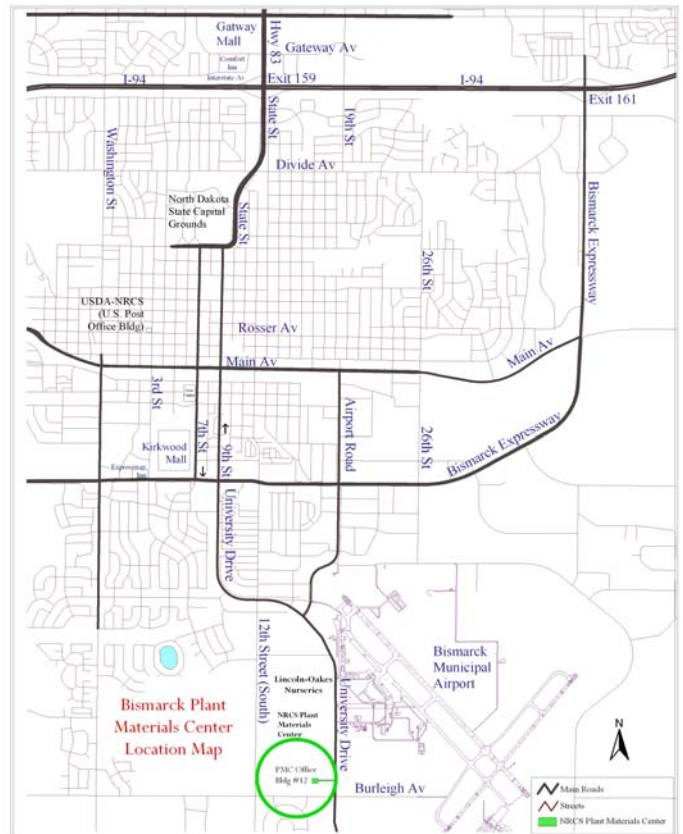 Gatway
Mall
Hwy 83
Gateway Av
Comfort
Inn
Interstate Av
I-94
Exit 159
I-94
Exit 161
State St
19th St
Washington St
Divide Av
Bismarck Expressway
North Dakota
State Capital
Grounds
State St
26th St
USDA-NRCS
(U.S. Post
Office Bldg)
Rosser Av
Main Av
Main Av
3rd St
7th St
9th St
Airport Road
26th St
Kirkwood
Mall
Expressway
Inn
Bismarck Expressway
University Drive
12th Street (South)
Bismarck
Municipal
Airport
Lincoln-Oakes
Nurseries
University Drive
Bismarck Plant
Materials Center
Location Map
NRCS Plant
Materials
Center
PMC Office
Bldg #12
Burleigh Av
N
Main Roads
Streets
NRCS Plant Materials Center